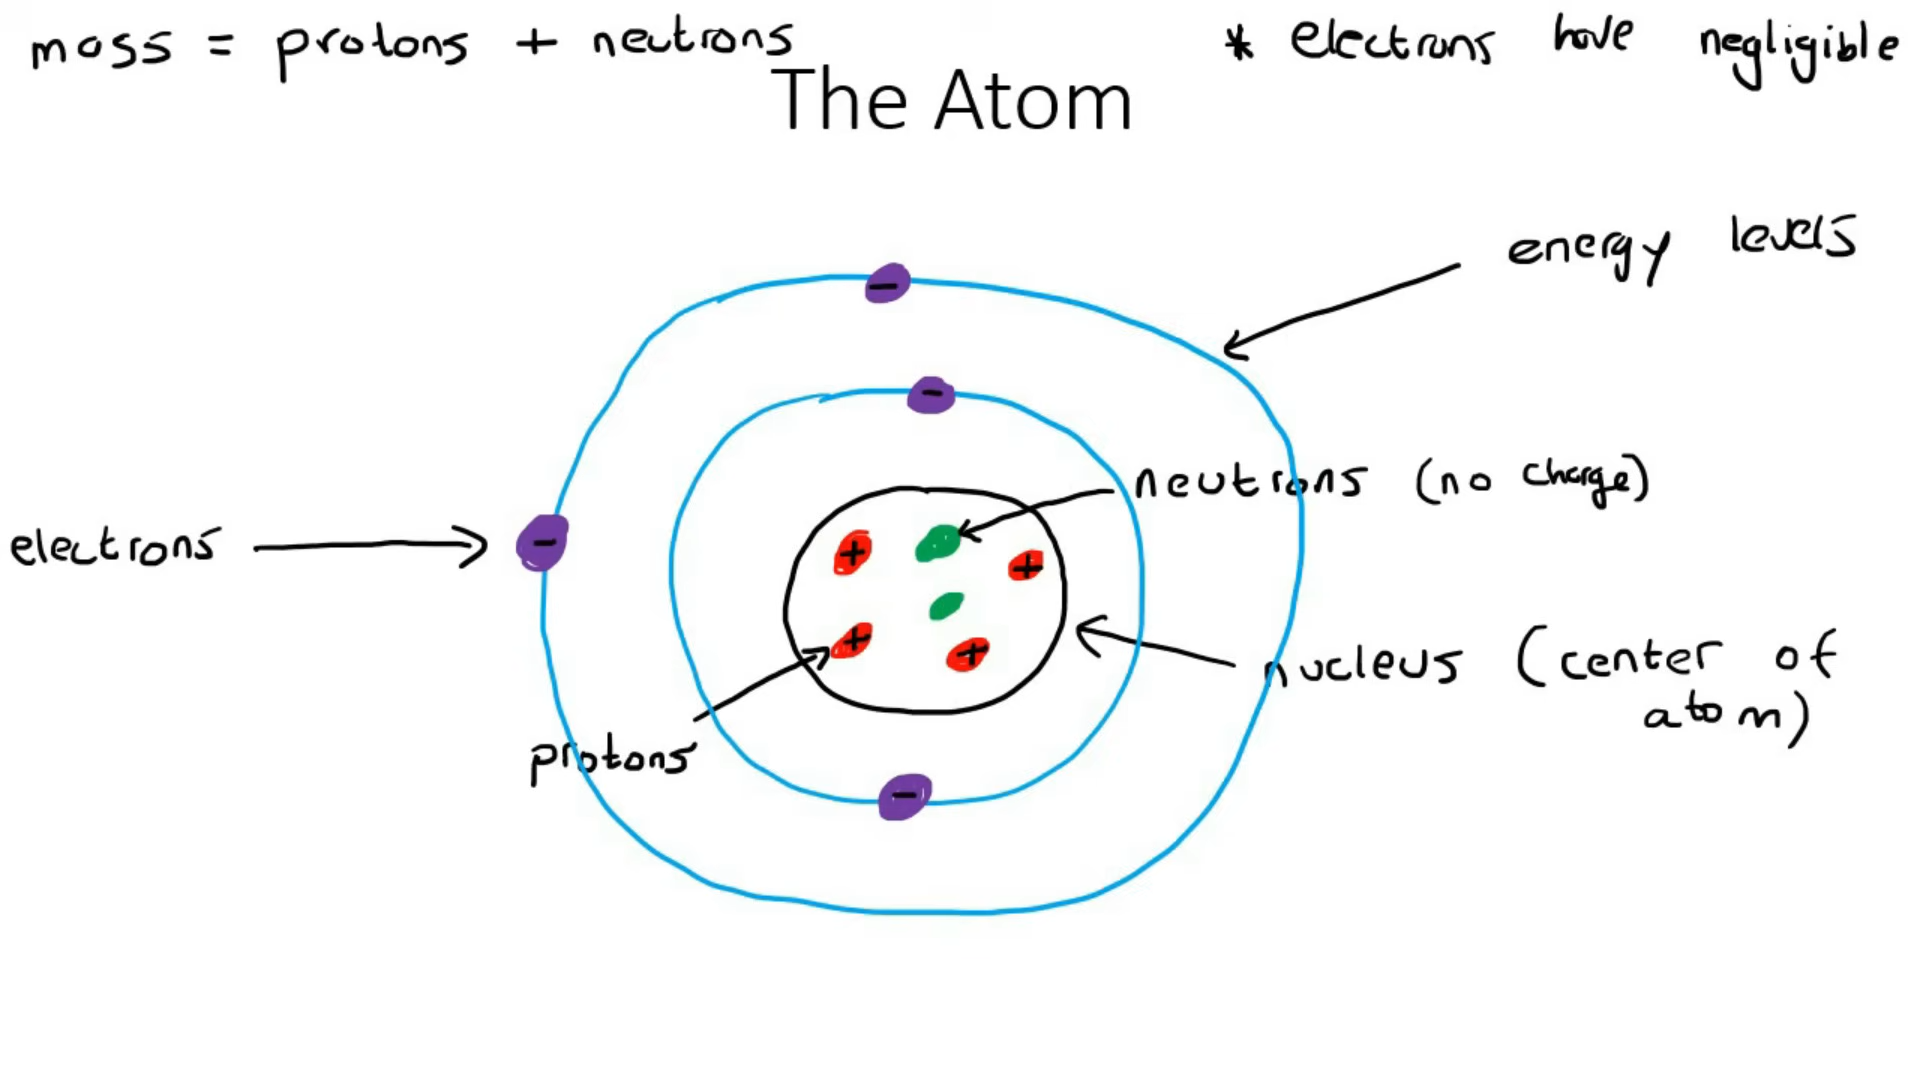 mass = protons + neutrons
* electrons have negligible
The Atom
energy levels
neutrons (no charge)
electrons
nucleus (center of
atom)
protons
+
+
+
+
-
-
-
-